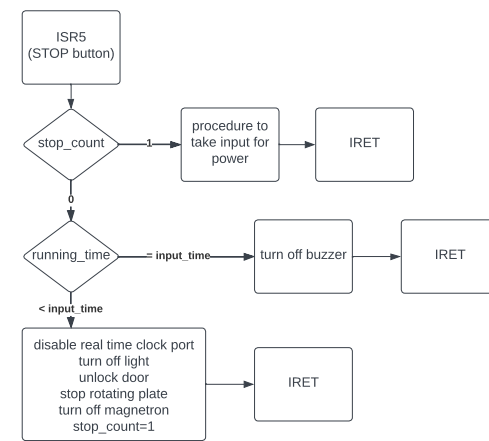 ISR5
(STOP button)
stop_count
1
procedure to
take input for
power
IRET
0
running_time
= input_time
turn off buzzer
IRET
< input_time
disable real time clock port
turn off light
unlock door
stop rotating plate
turn off magnetron
stop_count=1
IRET